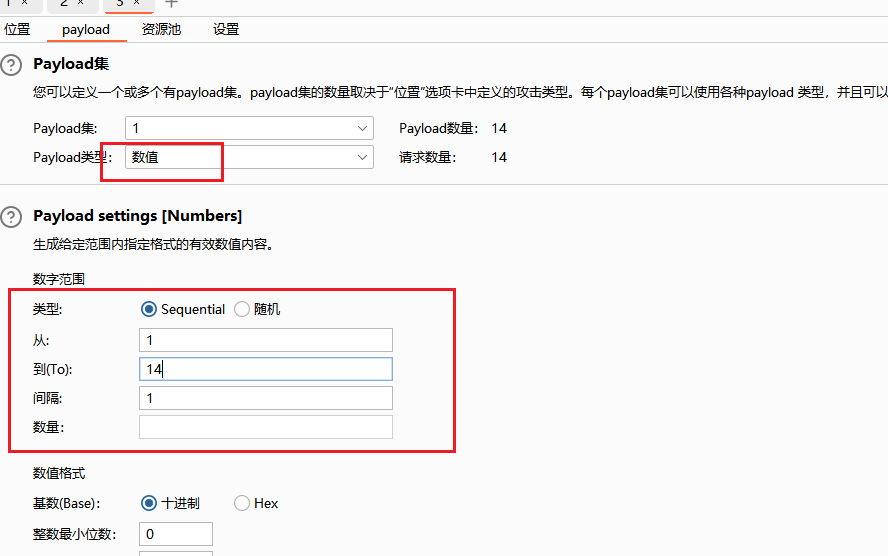 1 × 2 × 3 × +
位置 payload 资源池 设置
Payload集
您可以定义一个或多个有payload集。payload集的数量取决于“位置”选项卡中定义的攻击类型。每个payload集可以使用各种payload 类型，并且可以
Payload集: 1 Payload数量: 14
Payload类型: 数值 请求数量: 14
Payload settings [Numbers]
生成给定范围内指定格式的有效数值内容。
数字范围
类型: Sequential 随机
从: 1
到(To): 14
间隔: 1
数量:
数值格式
基数(Base): 十进制 Hex
整数最小位数: 0